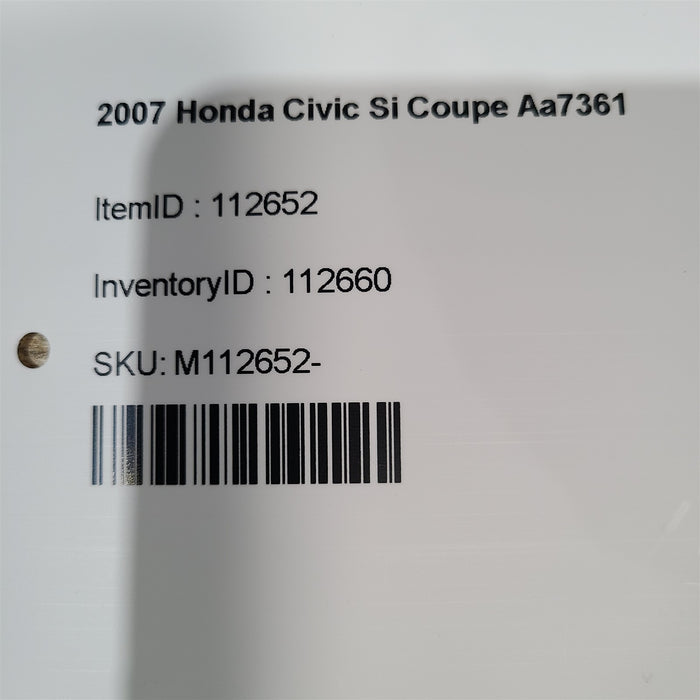 2007 Honda Civic Si Coupe Aa7361
ItemID : 112652
InventoryID : 112660
SKU: M112652-